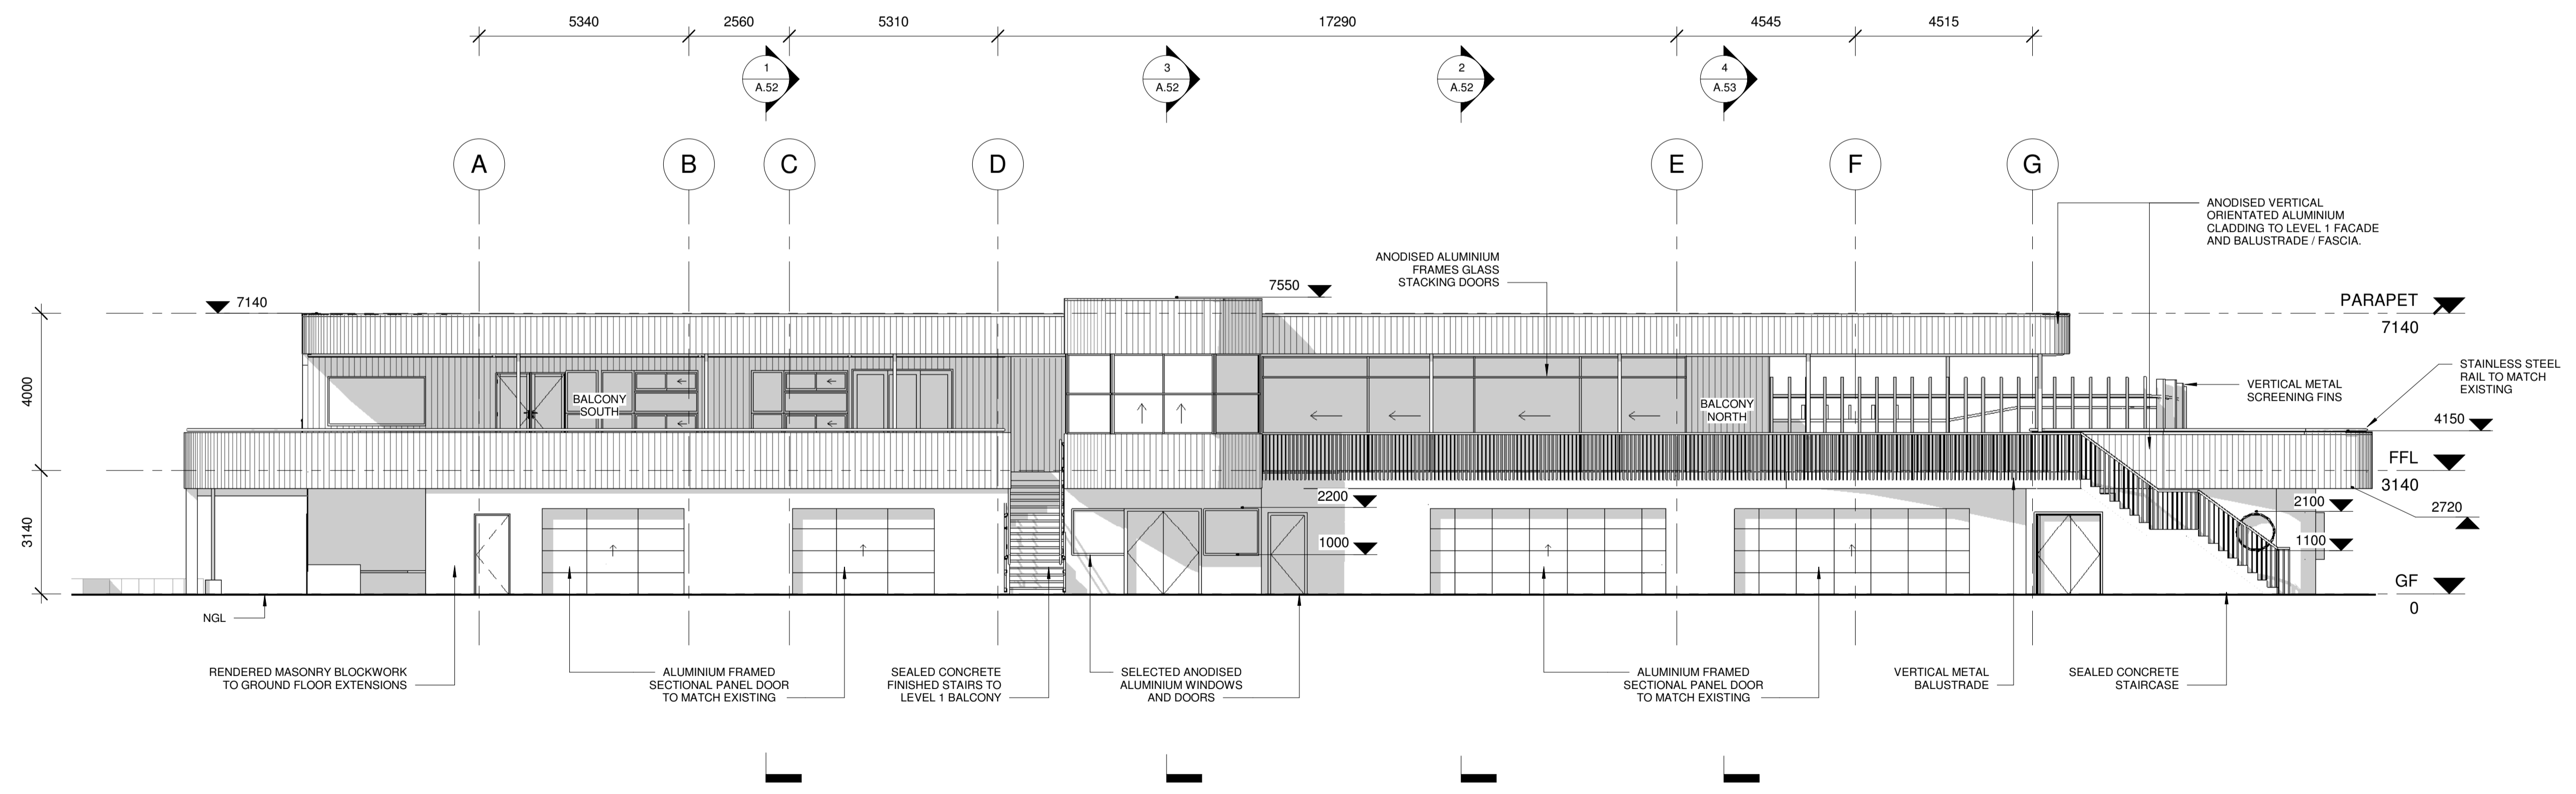 5340
2560
5310
17290
4545
4515
1
A.52
3
A.52
2
A.52
4
A.53
A
B
C
D
E
F
G
ANODISED VERTICAL
ORIENTATED ALUMINIUM
CLADDING TO LEVEL 1 FACADE
AND BALUSTRADE / FASCIA.
ANODISED ALUMINIUM
FRAMES GLASS
STACKING DOORS
7140
7550
PARAPET
7140
STAINLESS STEEL
RAIL TO MATCH
EXISTING
VERTICAL METAL
SCREENING FINS
4000
BALCONY
SOUTH
BALCONY
NORTH
4150
FFL
3140
2720
2200
2100
1000
1100
3140
GF
0
NGL
RENDERED MASONRY BLOCKWORK
TO GROUND FLOOR EXTENSIONS
ALUMINIUM FRAMED
SECTIONAL PANEL DOOR
TO MATCH EXISTING
SEALED CONCRETE
FINISHED STAIRS TO
LEVEL 1 BALCONY
SELECTED ANODISED
ALUMINIUM WINDOWS
AND DOORS
ALUMINIUM FRAMED
SECTIONAL PANEL DOOR
TO MATCH EXISTING
VERTICAL METAL
BALUSTRADE
SEALED CONCRETE
STAIRCASE